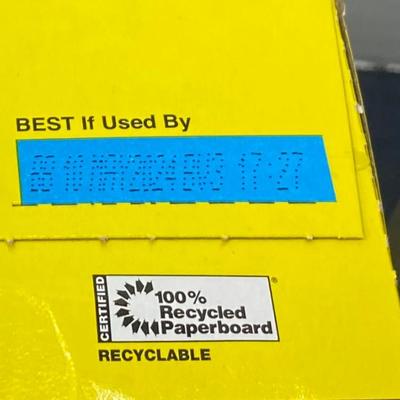 BEST If Used By
10 MAY2024 17:27
CERTIFIED
100%
Recycled
Paperboard
®
RECYCLABLE